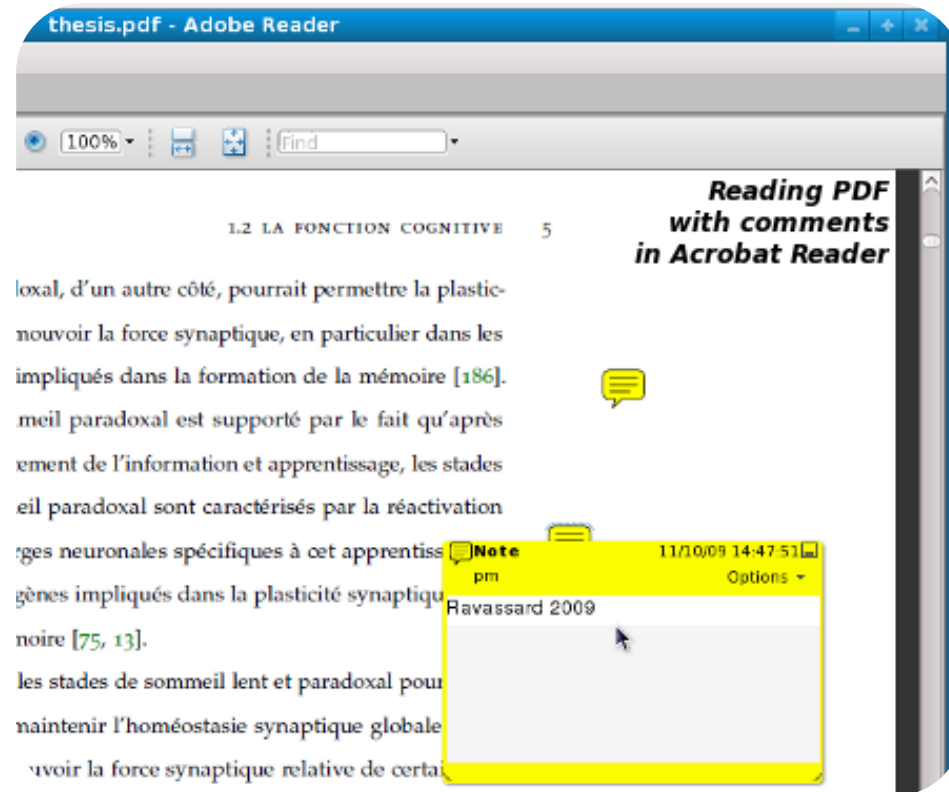 thesis.pdf - Adobe Reader
100%
Find
Reading PDF
with comments
in Acrobat Reader
1.2 LA FONCTION COGNITIVE 5
oxal, d'un autre côté, pourrait permettre la plastic-
mouvoir la force synaptique, en particulier dans les
impliqués dans la formation de la mémoire [186].
meil paradoxal est supporté par le fait qu'après
ement de l'information et apprentissage, les stades
eil paradoxal sont caractérisés par la réactivation
rges neuronales spécifiques à cet apprentiss
gènes impliqués dans la plasticité synaptiqu
moire [75, 13].
les stades de sommeil lent et paradoxal pour
maintenir l'homéostasie synaptique globale
uvoir la force synaptique relative de certai
Note 11/10/09 14:47:51
pm Options
Ravassard 2009